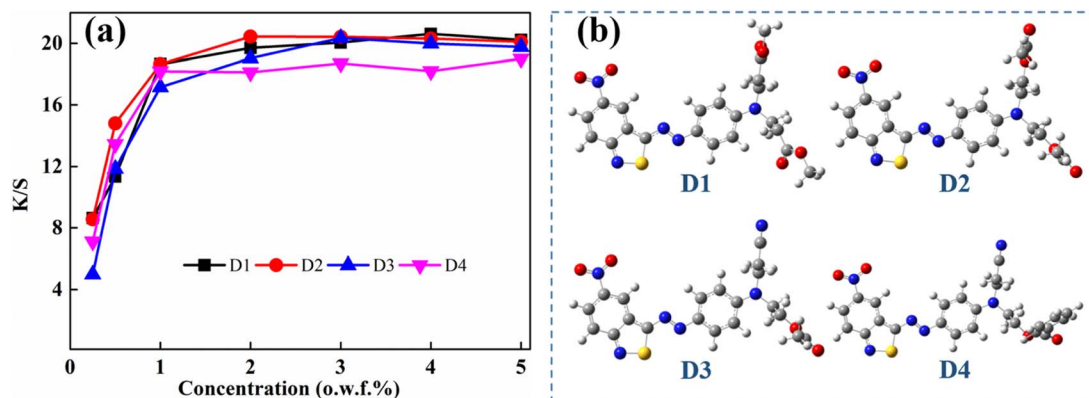 (a)
20
16
12
8
4
K/S
D1 D2 D3 D4
0 1 2 3 4 5
Concentration (o.w.f.%)
(b)
D1
D2
D3
D4